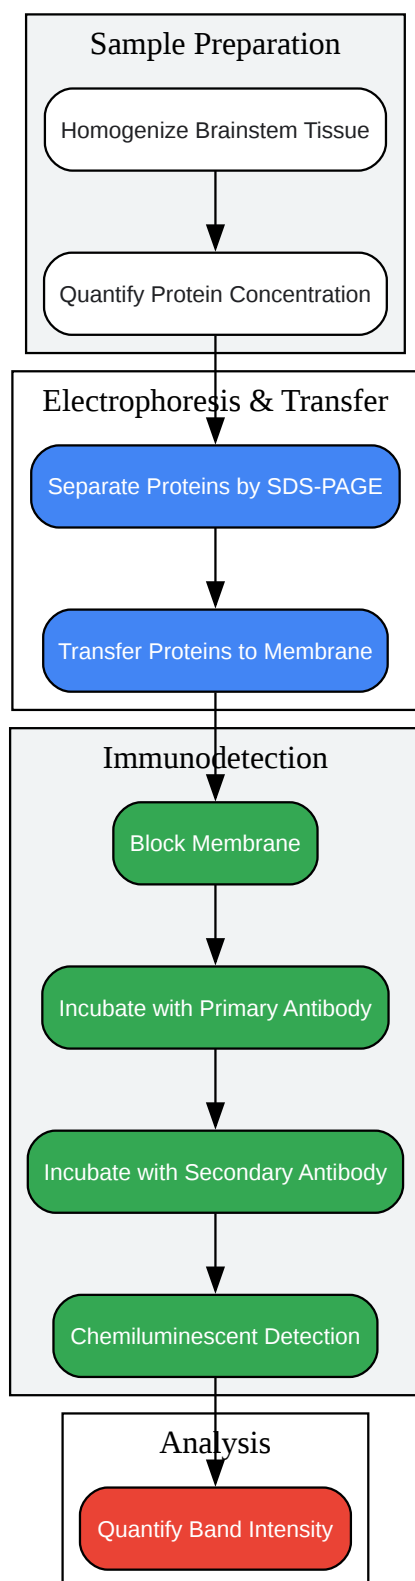 Sample Preparation
Homogenize Brainstem Tissue
Quantify Protein Concentration
Electrophoresis & Transfer
Separate Proteins by SDS-PAGE
Transfer Proteins to Membrane
Immunodetection
Block Membrane
Incubate with Primary Antibody
Incubate with Secondary Antibody
Chemiluminescent Detection
Analysis
Quantify Band Intensity